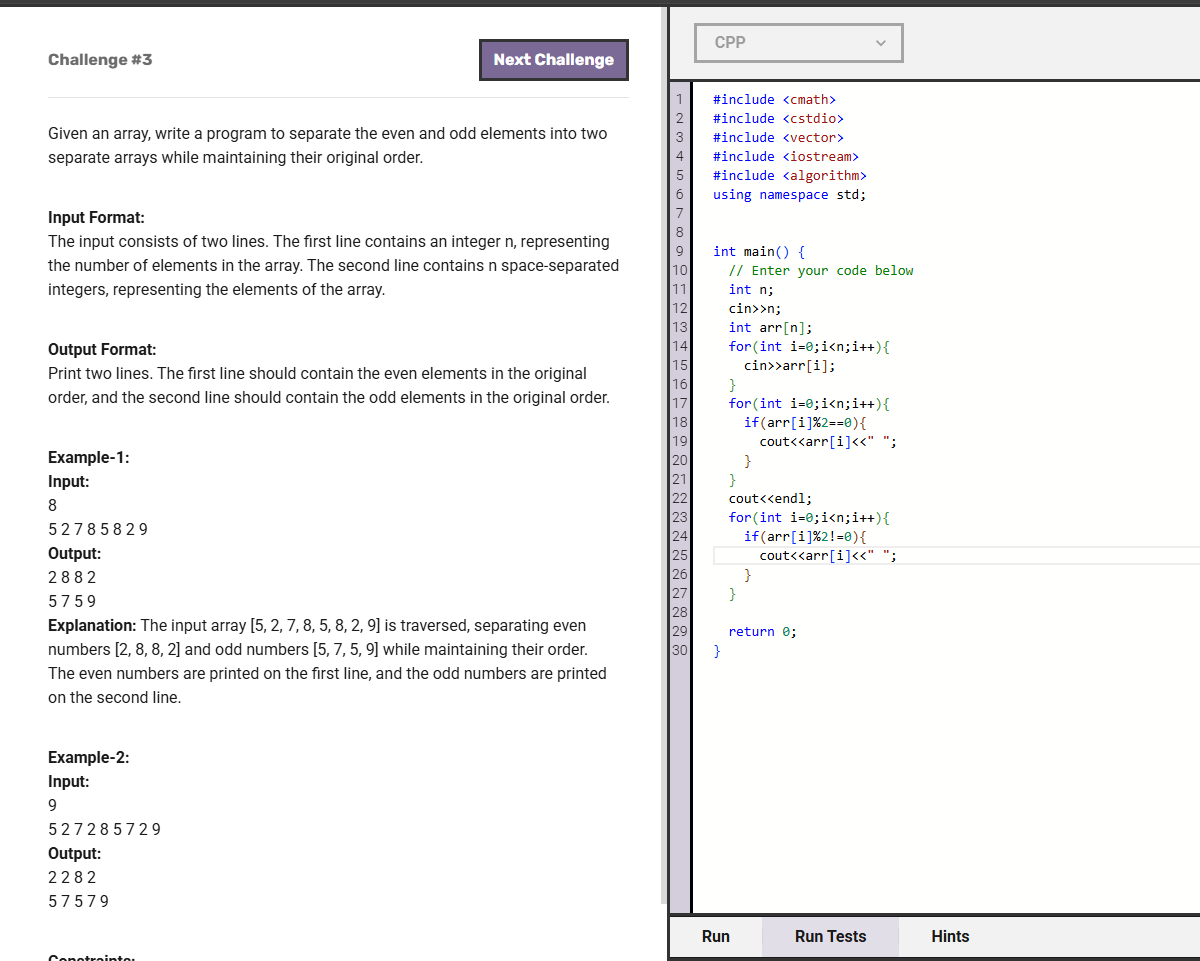 Challenge #3
Next Challenge
Given an array, write a program to separate the even and odd elements into two
separate arrays while maintaining their original order.
Input Format:
The input consists of two lines. The first line contains an integer n, representing
the number of elements in the array. The second line contains n space-separated
integers, representing the elements of the array.
Output Format:
Print two lines. The first line should contain the even elements in the original
order, and the second line should contain the odd elements in the original order.
Example-1:
Input:
8
5 2 7 8 5 8 2 9
Output:
2 8 8 2
5 7 5 9
Explanation: The input array [5, 2, 7, 8, 5, 8, 2, 9] is traversed, separating even
numbers [2, 8, 8, 2] and odd numbers [5, 7, 5, 9] while maintaining their order.
The even numbers are printed on the first line, and the odd numbers are printed
on the second line.
Example-2:
Input:
9
5 2 7 2 8 5 7 2 9
Output:
2 2 8 2
5 7 5 7 9
Constraints:
CPP
1 #include <cmath>
2 #include <cstdio>
3 #include <vector>
4 #include <iostream>
5 #include <algorithm>
6 using namespace std;
7
8
9 int main() {
10 // Enter your code below
11 int n;
12 cin>>n;
13 int arr[n];
14 for(int i=0;i<n;i++){
15 cin>>arr[i];
16 }
17 for(int i=0;i<n;i++){
18 if(arr[i]%2==0){
19 cout<<arr[i]<<" ";
20 }
21 }
22 cout<<endl;
23 for(int i=0;i<n;i++){
24 if(arr[i]%2!=0){
25 cout<<arr[i]<<" ";
26 }
27 }
28
29 return 0;
30 }
Run Run Tests Hints